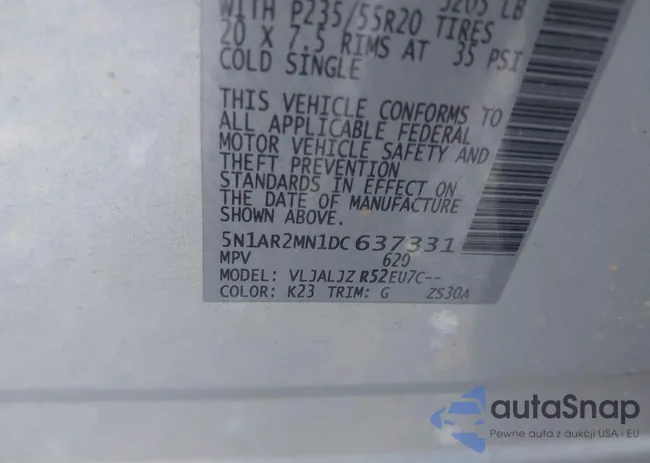 5205 LB
WITH P235/55R20 TIRES
20 X 7.5 RIMS AT 35 PSI
COLD SINGLE
THIS VEHICLE CONFORMS TO
ALL APPLICABLE FEDERAL
MOTOR VEHICLE SAFETY AND
THEFT PREVENTION
STANDARDS IN EFFECT ON
THE DATE OF MANUFACTURE
SHOWN ABOVE.
5N1AR2MN1DC637331
MPV 620
MODEL: VLJALJZ R52EU7C--
COLOR: K23 TRIM: G ZS30A
autaSnap
Pewne auta z aukcji USA i EU